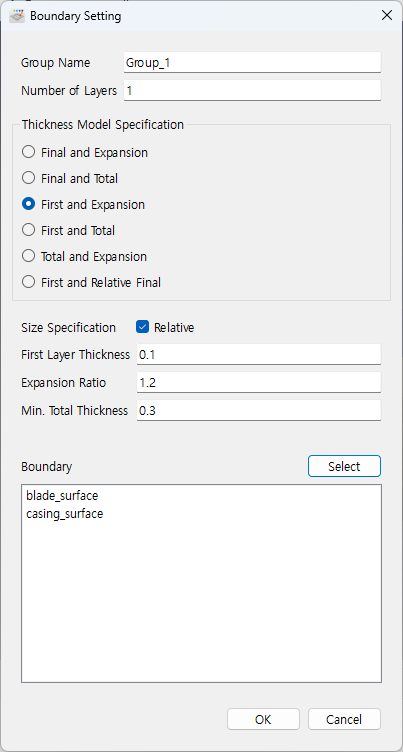 Boundary Setting
Group Name Group_1
Number of Layers 1
Thickness Model Specification
Final and Expansion
Final and Total
First and Expansion
First and Total
Total and Expansion
First and Relative Final
Size Specification Relative
First Layer Thickness 0.1
Expansion Ratio 1.2
Min. Total Thickness 0.3
Boundary Select
blade_surface
casing_surface
OK Cancel